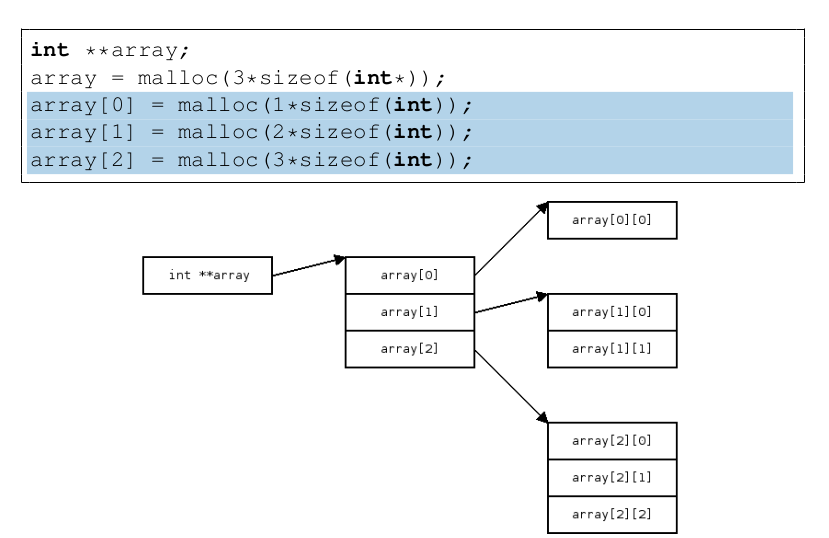 int **array;
array = malloc(3*sizeof(int*));
array[0] = malloc(1*sizeof(int));
array[1] = malloc(2*sizeof(int));
array[2] = malloc(3*sizeof(int));
array[0][0]
int **array
array[0]
array[1]
array[2]
array[1][0]
array[1][1]
array[2][0]
array[2][1]
array[2][2]